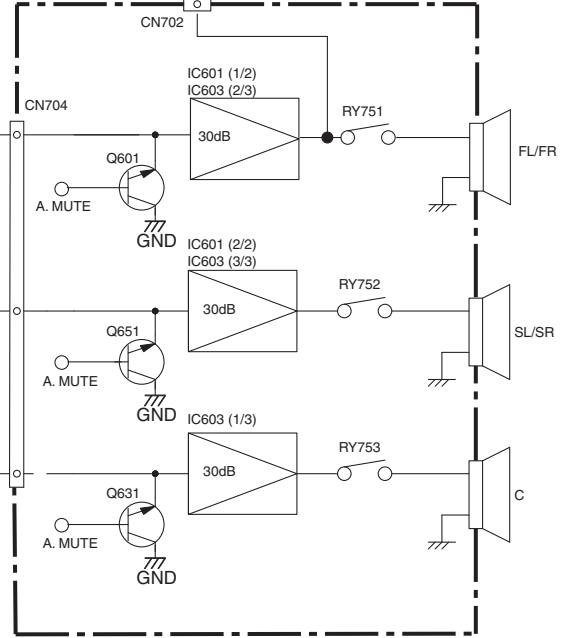 CN702
IC601 (1/2)
IC603 (2/3)
CN704
RY751
30dB
FL/FR
Q601
A. MUTE
GND
IC601 (2/2)
IC603 (3/3)
RY752
30dB
SL/SR
Q651
A. MUTE
GND
IC603 (1/3)
RY753
30dB
C
Q631
A. MUTE
GND